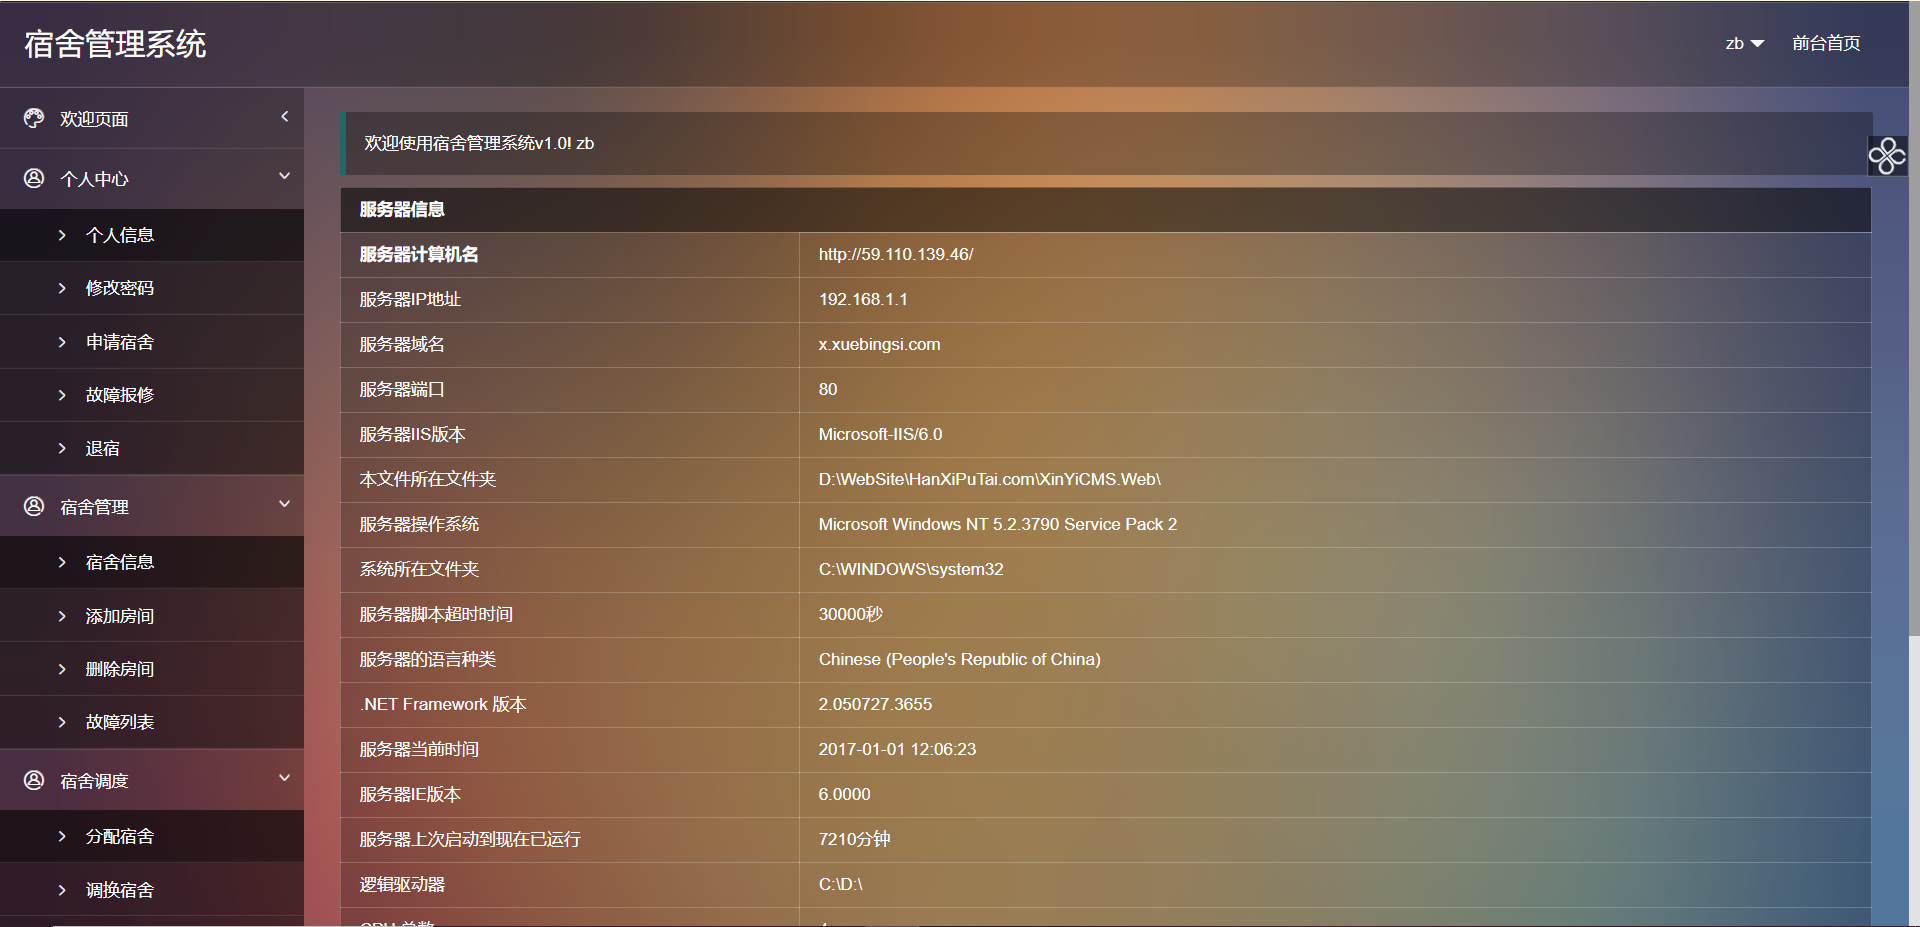 宿舍管理系统
zb
前台首页
欢迎页面
个人中心
个人信息
修改密码
申请宿舍
故障报修
退宿
宿舍管理
宿舍信息
添加房间
删除房间
故障列表
宿舍调度
分配宿舍
调换宿舍
欢迎使用宿舍管理系统v1.0! zb
服务器信息
服务器计算机名 http://59.110.139.46/
服务器IP地址 192.168.1.1
服务器域名 x.xuebingsi.com
服务器端口 80
服务器IIS版本 Microsoft-IIS/6.0
本文件所在文件夹 D:\WebSite\HanXiPuTai.com\XinYiCMS.Web\
服务器操作系统 Microsoft Windows NT 5.2.3790 Service Pack 2
系统所在文件夹 C:\WINDOWS\system32
服务器脚本超时时间 30000秒
服务器的语言种类 Chinese (People's Republic of China)
.NET Framework 版本 2.050727.3655
服务器当前时间 2017-01-01 12:06:23
服务器IE版本 6.0000
服务器上次启动到现在已运行 7210分钟
逻辑驱动器 C:\D:\
CPU 总数